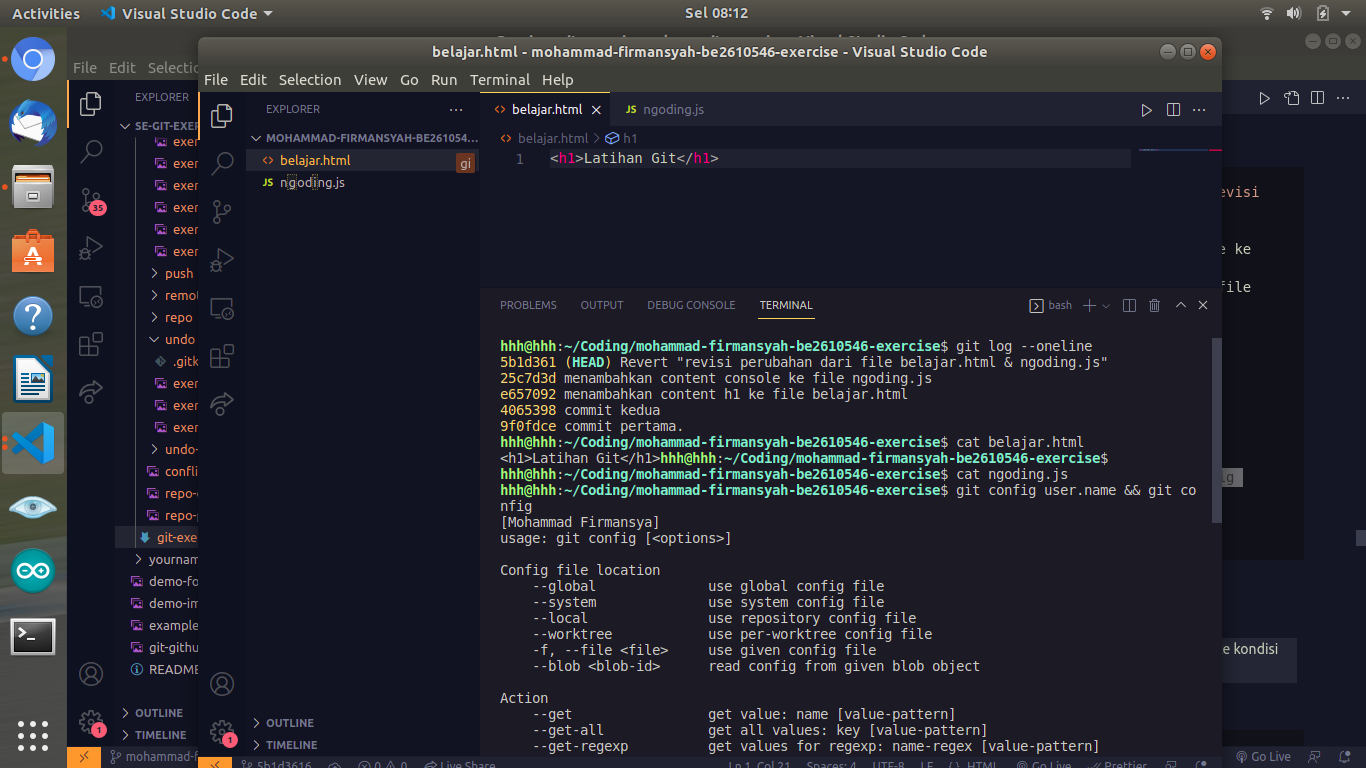 Activities
Visual Studio Code
Sel 08:12
belajar.html - mohammad-firmansyah-be2610546-exercise - Visual Studio Code
File Edit Selectio
File Edit Selection View Go Run Terminal Help
EXPLORER
SE-GIT-EXER
exer
exer
exer
exer
exer
exer
push
remot
repo
undo
.gitk
exer
exer
exer
undo-
confli
repo-
repo-
git-exe
yournam
demo-fo
demo-im
example
git-githu
README
OUTLINE
TIMELINE
35
1
mohammad-f
EXPLORER
MOHAMMAD-FIRMANSYAH-BE261054...
belajar.html
gi
JS ngoding.js
OUTLINE
TIMELINE
1
belajar.html
JS ngoding.js
belajar.html > h1
1 <h1>Latihan Git</h1>
PROBLEMS OUTPUT DEBUG CONSOLE TERMINAL
bash
hhh@hhh:~/Coding/mohammad-firmansyah-be2610546-exercise$ git log --oneline
5b1d361 (HEAD) Revert "revisi perubahan dari file belajar.html & ngoding.js"
25c7d3d menambahkan content console ke file ngoding.js
e657092 menambahkan content h1 ke file belajar.html
4065398 commit kedua
9f0fdce commit pertama.
hhh@hhh:~/Coding/mohammad-firmansyah-be2610546-exercise$ cat belajar.html
<h1>Latihan Git</h1>hhh@hhh:~/Coding/mohammad-firmansyah-be2610546-exercise$
hhh@hhh:~/Coding/mohammad-firmansyah-be2610546-exercise$ cat ngoding.js
hhh@hhh:~/Coding/mohammad-firmansyah-be2610546-exercise$ git config user.name && git co
nfig
[Mohammad Firmansya]
usage: git config [<options>]
Config file location
--global use global config file
--system use system config file
--local use repository config file
--worktree use per-worktree config file
-f, --file <file> use given config file
--blob <blob-id> read config from given blob object
Action
--get get value: name [value-pattern]
--get-all get all values: key [value-pattern]
--get-regexp get values for regexp: name-regex [value-pattern]
5b1d3616 0 0 Live Share Ln 1, Col 21 Spaces: 4 UTF-8 LF HTML Go Live Prettier
evisi
e ke
file
ig
e kondisi
Go Live